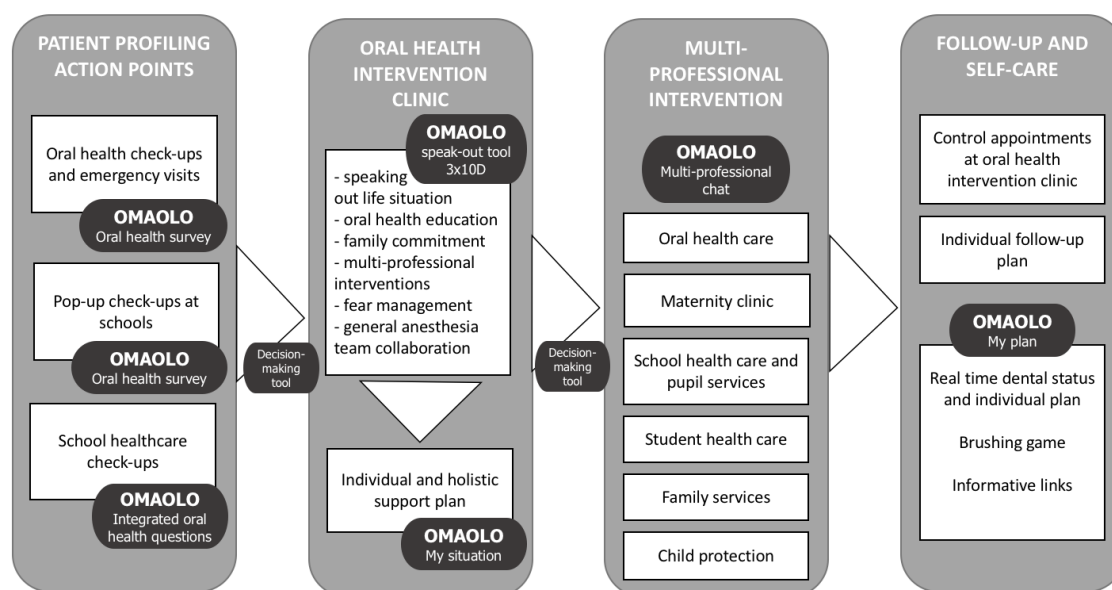 PATIENT PROFILING
ACTION POINTS
Oral health check-ups
and emergency visits
OMAOLO
Oral health survey
Pop-up check-ups at
schools
OMAOLO
Oral health survey
School healthcare
check-ups
OMAOLO
Integrated oral
health questions
Decision-
making
tool
ORAL HEALTH
INTERVENTION
CLINIC
OMAOLO
speak-out tool
3x10D
- speaking
out life situation
- oral health education
- family commitment
- multi-professional
interventions
- fear management
- general anesthesia
team collaboration
Individual and holistic
support plan
OMAOLO
My situation
Decision-
making
tool
MULTI-
PROFESSIONAL
INTERVENTION
OMAOLO
Multi-professional
chat
Oral health care
Maternity clinic
School health care and
pupil services
Student health care
Family services
Child protection
FOLLOW-UP AND
SELF-CARE
Control appointments
at oral health
intervention clinic
Individual follow-up
plan
OMAOLO
My plan
Real time dental status
and individual plan
Brushing game
Informative links